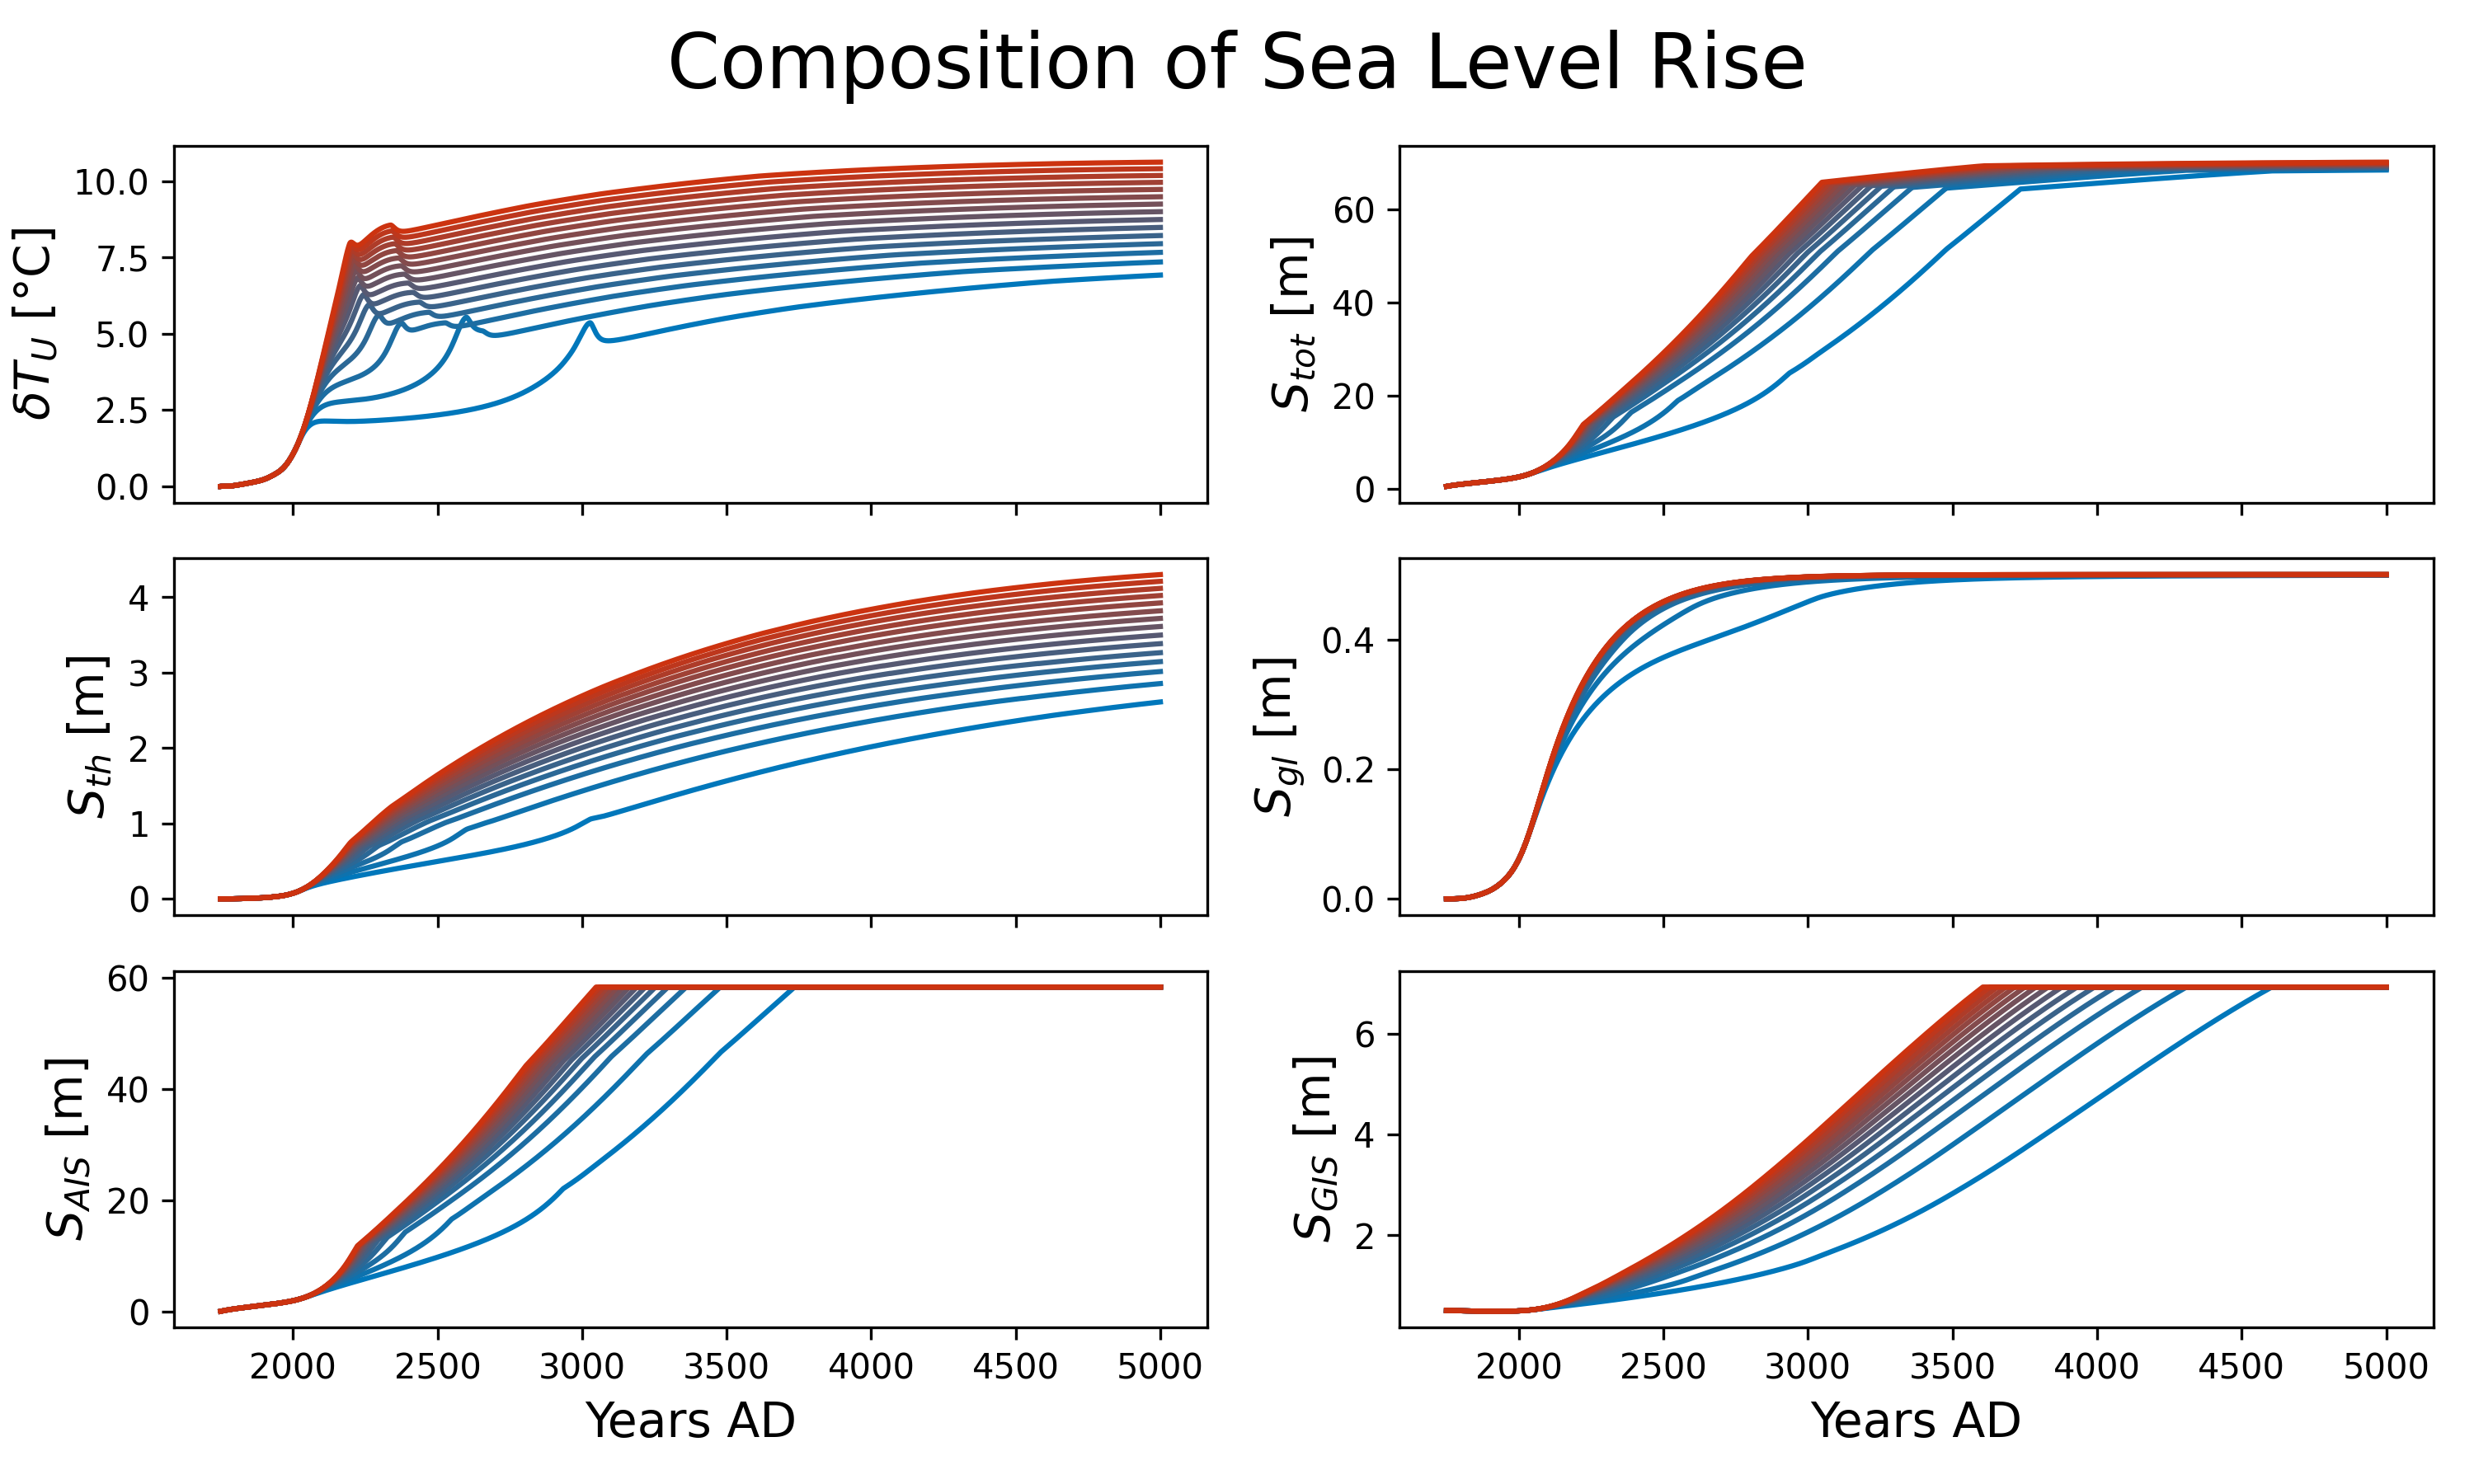 Composition of Sea Level Rise
δT_U [°C]
10.0
7.5
5.0
2.5
0.0
S_tot [m]
60
40
20
0
S_th [m]
4
3
2
1
0
S_gl [m]
0.4
0.2
0.0
S_AIS [m]
60
40
20
0
2000 2500 3000 3500 4000 4500 5000
Years AD
S_GIS [m]
6
4
2
2000 2500 3000 3500 4000 4500 5000
Years AD